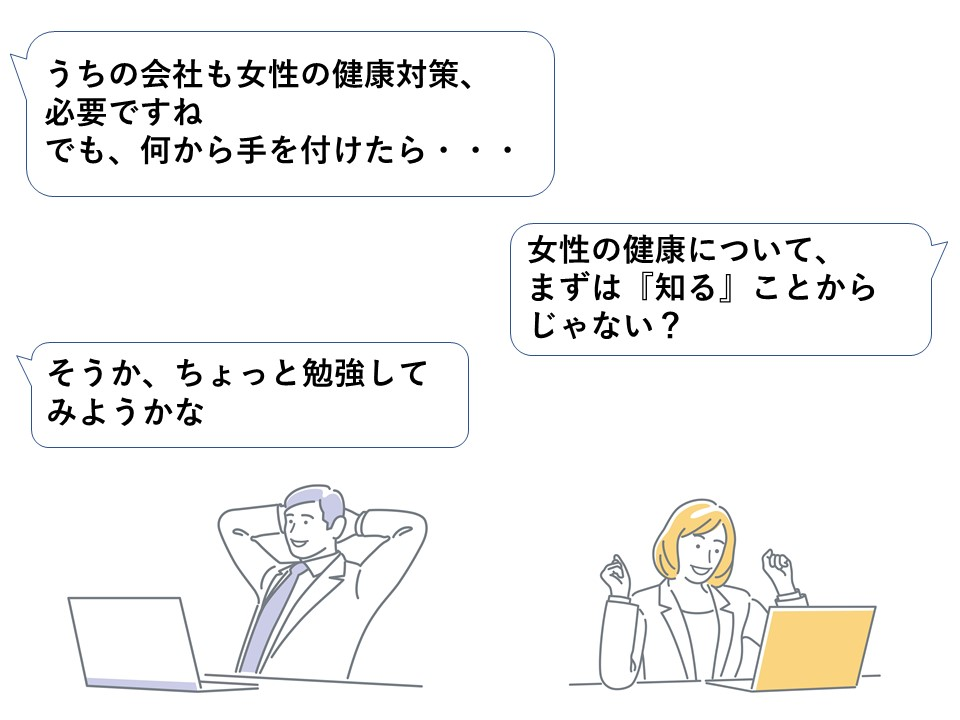 うちの会社も女性の健康対策、
必要ですね
でも、何から手を付けたら・・・
女性の健康について、
まずは『知る』ことから
じゃない？
そうか、ちょっと勉強して
みようかな